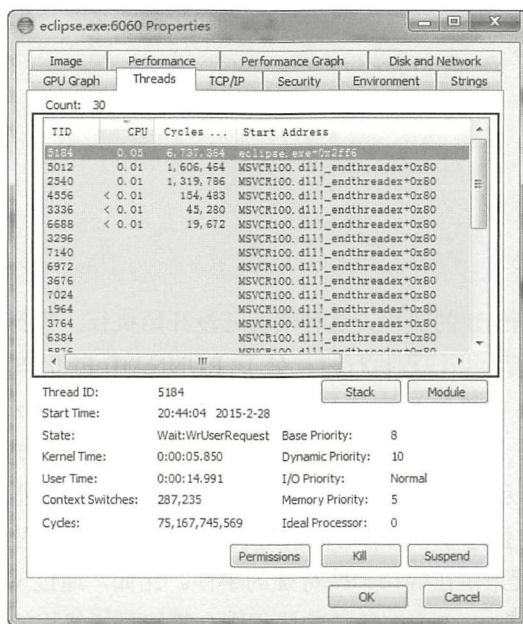 eclipse.exe:6060 Properties
Image Performance Performance Graph Disk and Network
GPU Graph Threads TCP/IP Security Environment Strings
Count: 30
TID CPU Cycles ... Start Address
5184 0.05 6,737,364 eclipse.exe+0x2ff6
5012 0.01 1,606,464 MSVCR100.dll!_endthreadex+0x80
2540 0.01 1,319,786 MSVCR100.dll!_endthreadex+0x80
4556 < 0.01 154,483 MSVCR100.dll!_endthreadex+0x80
3336 < 0.01 45,280 MSVCR100.dll!_endthreadex+0x80
6688 < 0.01 19,672 MSVCR100.dll!_endthreadex+0x80
3296 MSVCR100.dll!_endthreadex+0x80
7140 MSVCR100.dll!_endthreadex+0x80
6972 MSVCR100.dll!_endthreadex+0x80
3676 MSVCR100.dll!_endthreadex+0x80
7024 MSVCR100.dll!_endthreadex+0x80
1964 MSVCR100.dll!_endthreadex+0x80
3764 MSVCR100.dll!_endthreadex+0x80
6384 MSVCR100.dll!_endthreadex+0x80
MSVCR100.dll!_endthreadex+0x80
Thread ID: 5184 Stack Module
Start Time: 20:44:04 2015-2-28
State: Wait:WrUserRequest Base Priority: 8
Kernel Time: 0:00:05.850 Dynamic Priority: 10
User Time: 0:00:14.991 I/O Priority: Normal
Context Switches: 287,235 Memory Priority: 5
Cycles: 75,167,745,569 Ideal Processor: 0
Permissions Kill Suspend
OK Cancel